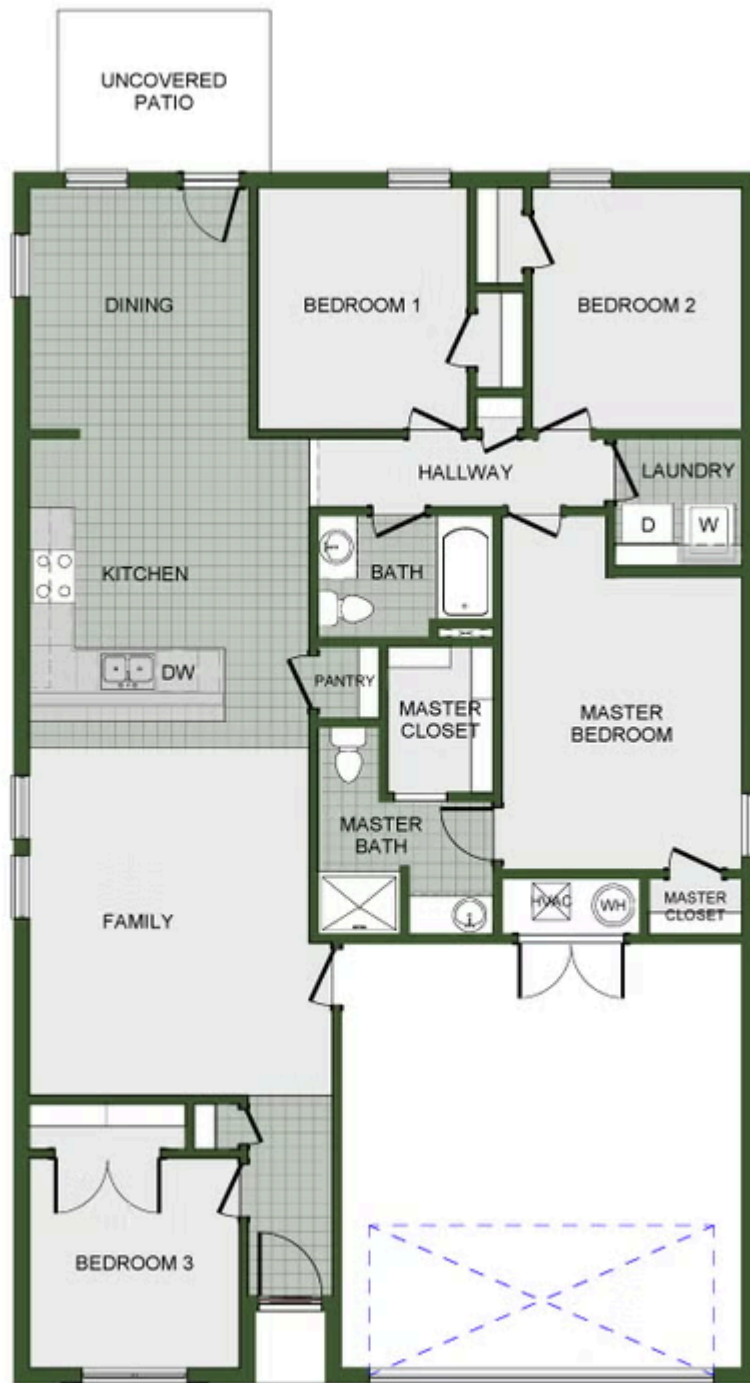 UNCOVERED
PATIO
DINING
BEDROOM 1
BEDROOM 2
HALLWAY
LAUNDRY
D
W
KITCHEN
BATH
DW
PANTRY
MASTER
CLOSET
MASTER
BEDROOM
MASTER
BATH
FAMILY
HVAC
WH
MASTER
CLOSET
BEDROOM 3